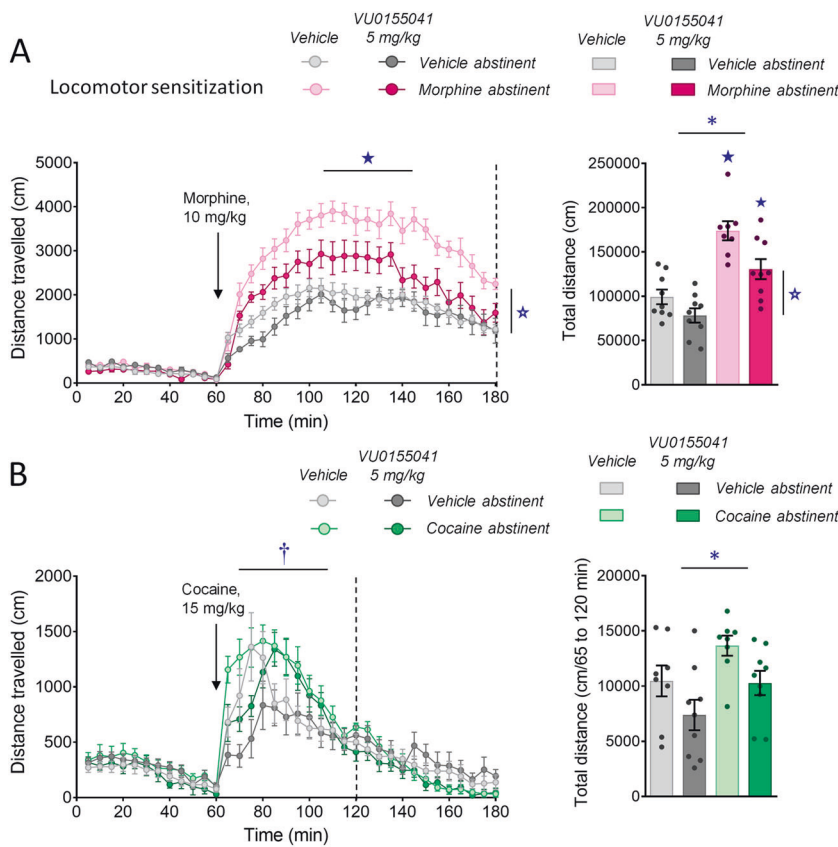 A
Locomotor sensitization
VU0155041
Vehicle 5 mg/kg
Vehicle abstinent
Morphine abstinent
VU0155041
Vehicle 5 mg/kg
Vehicle abstinent
Morphine abstinent
★
Morphine,
10 mg/kg
Distance travelled (cm)
5000
4000
3000
2000
1000
0
☆
0 20 40 60 80 100 120 140 160 180
Time (min)
*
★
★
Total distance (cm)
250000
200000
150000
100000
50000
0
☆
B
VU0155041
Vehicle 5 mg/kg
Vehicle abstinent
Cocaine abstinent
VU0155041
Vehicle 5 mg/kg
Vehicle abstinent
Cocaine abstinent
†
Cocaine,
15 mg/kg
Distance travelled (cm)
2000
1500
1000
500
0
0 20 40 60 80 100 120 140 160 180
Time (min)
*
Total distance (cm/65 to 120 min)
20000
15000
10000
5000
0